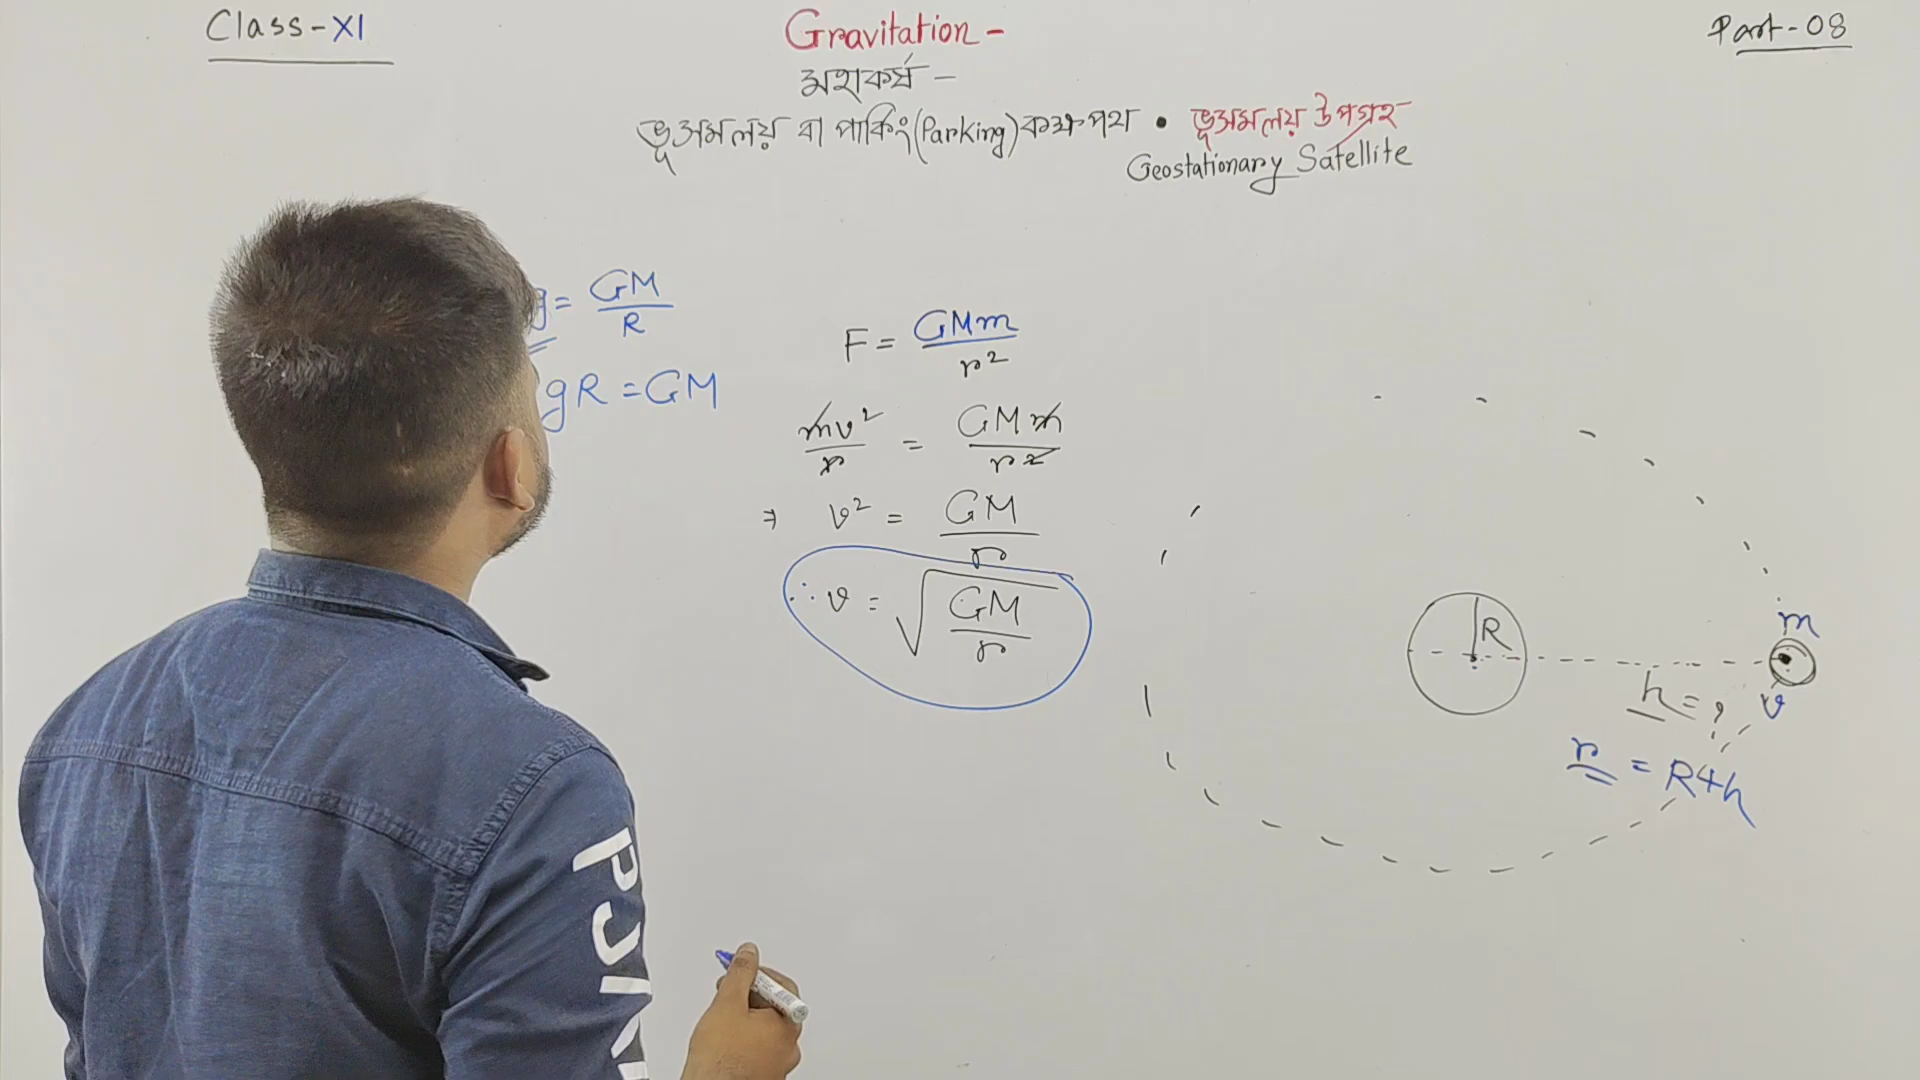 Class-XI
Gravitation-
Part-08
মহাকর্ষ-
ভূসমলয় বা পার্কিং(Parking)কক্ষপথ • ভূসমলয় উপগ্রহ
Geostationary Satellite
g = GM/R
gR = GM
F = GMm/r²
mv²/r = GMm/r²
⇒ v² = GM/r
∴ v = √(GM/r)
R
m
h = ?
v
r = R+h